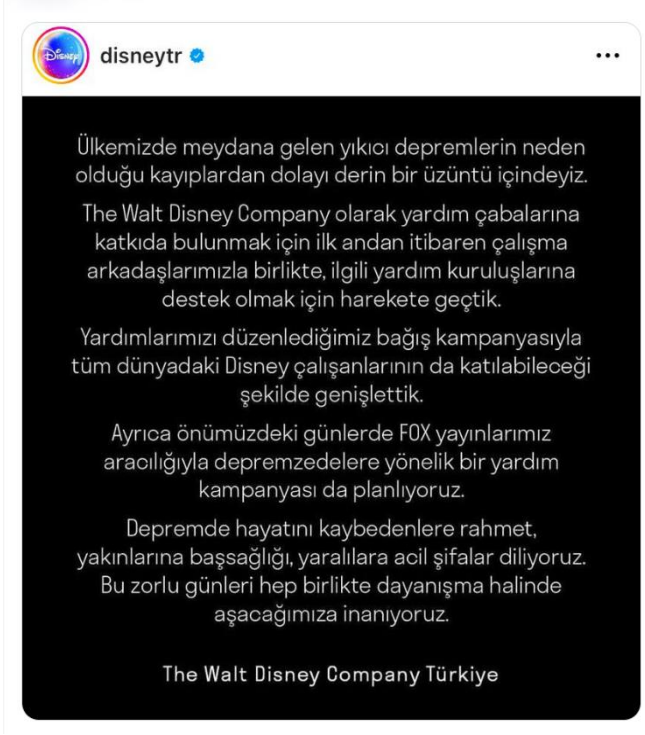 Disney
disneytr
Ülkemizde meydana gelen yıkıcı depremlerin neden
olduğu kayıplardan dolayı derin bir üzüntü içindeyiz.
The Walt Disney Company olarak yardım çabalarına
katkıda bulunmak için ilk andan itibaren çalışma
arkadaşlarımızla birlikte, ilgili yardım kuruluşlarına
destek olmak için harekete geçtik.
Yardımlarımızı düzenlediğimiz bağış kampanyasıyla
tüm dünyadaki Disney çalışanlarının da katılabileceği
şekilde genişlettik.
Ayrıca önümüzdeki günlerde FOX yayınlarımız
aracılığıyla depremzedelere yönelik bir yardım
kampanyası da planlıyoruz.
Depremde hayatını kaybedenlere rahmet,
yakınlarına başsağlığı, yaralılara acil şifalar diliyoruz.
Bu zorlu günleri hep birlikte dayanışma halinde
aşacağımıza inanıyoruz.
The Walt Disney Company Türkiye